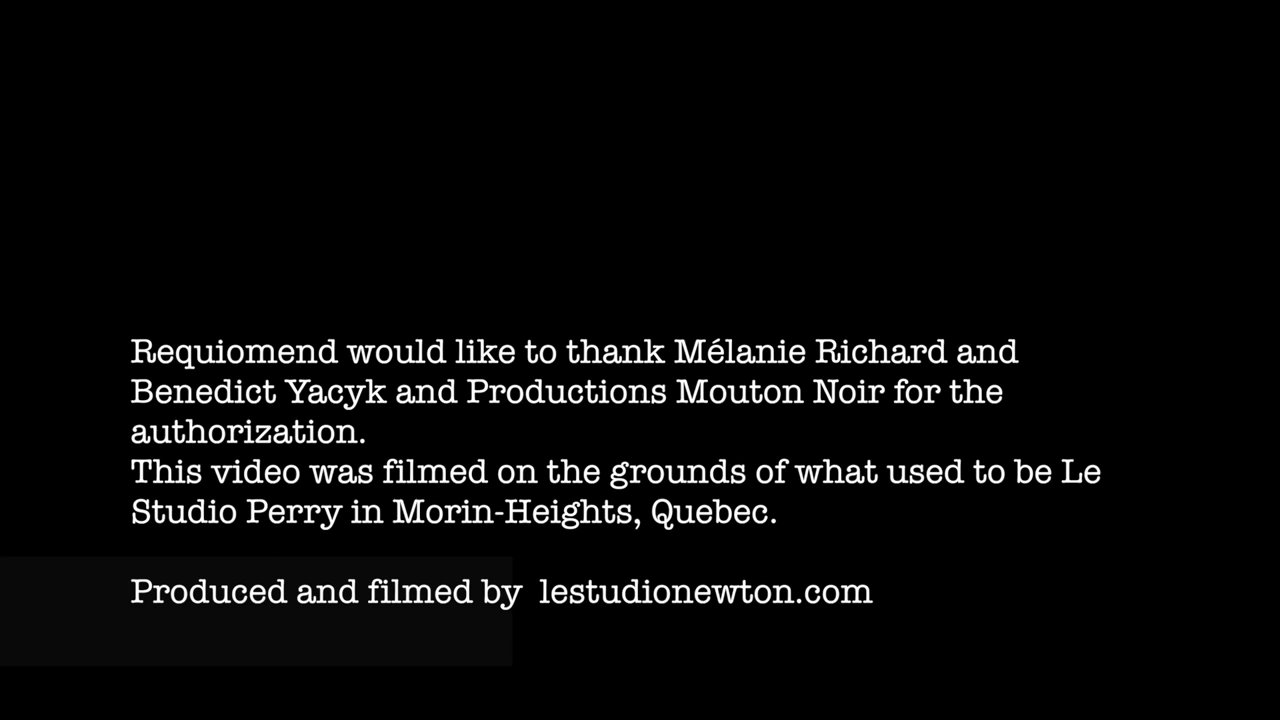 Requiomend would like to thank Mélanie Richard and
Benedict Yacyk and Productions Mouton Noir for the
authorization.
This video was filmed on the grounds of what used to be Le
Studio Perry in Morin-Heights, Quebec.
Produced and filmed by  lestudionewton.com